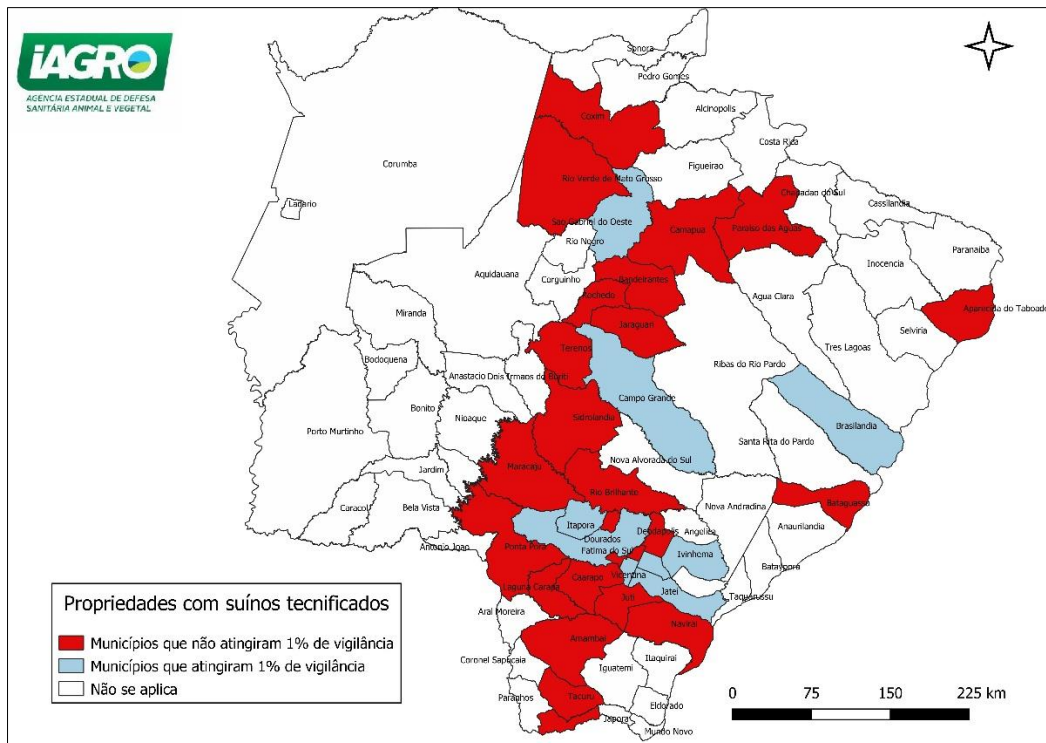 iAGRO
AGÊNCIA ESTADUAL DE DEFESA
SANITÁRIA ANIMAL E VEGETAL
Sonora
Pedro Gomes
Coxim
Alcinopolis
Costa Rica
Corumba
Figueirao
Rio Verde de Mato Grosso
Chapadao do Sul
Ladario
Cassilandia
Sao Gabriel do Oeste
Camapua
Paraiso das Aguas
Rio Negro
Paranaiba
Inocencia
Aquidauana
Corguinho
Bandeirantes
Rochedo
Agua Clara
Aparecida do Taboado
Miranda
Jaraguari
Selviria
Terenos
Tres Lagoas
Bodoquena
Ribas do Rio Pardo
Anastacio
Dois Irmaos do Buriti
Campo Grande
Bonito
Nioaque
Sidrolandia
Brasilandia
Porto Murtinho
Santa Rita do Pardo
Nova Alvorada do Sul
Jardim
Maracaju
Rio Brilhante
Bataguassu
Caracol
Bela Vista
Nova Andradina
Itapora
Anaurilandia
Deodapolis
Angelica
Dourados
Antonio Joao
Ponta Pora
Fatima do Sul
Ivinhema
Batayporã
Vicentina
Caarapo
Laguna Carapa
Jatei
Taquarussu
Juti
Aral Moreira
Navirai
Amambai
Coronel Sapucaia
Itaquirai
Iguatemi
Paranhos
Tacuru
Eldorado
Japora
Mundo Novo
Propriedades com suínos tecnificados
Municípios que não atingiram 1% de vigilância
Municípios que atingiram 1% de vigilância
Não se aplica
0 75 150 225 km